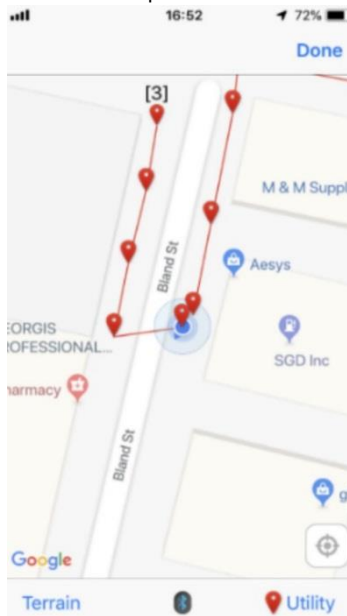 16:52
72%
Done
[3]
M & M Suppl
Bland St
Aesys
EORGIS
ROFESSIONAL...
SGD Inc
harmacy
Bland St
g
Google
Terrain
Utility